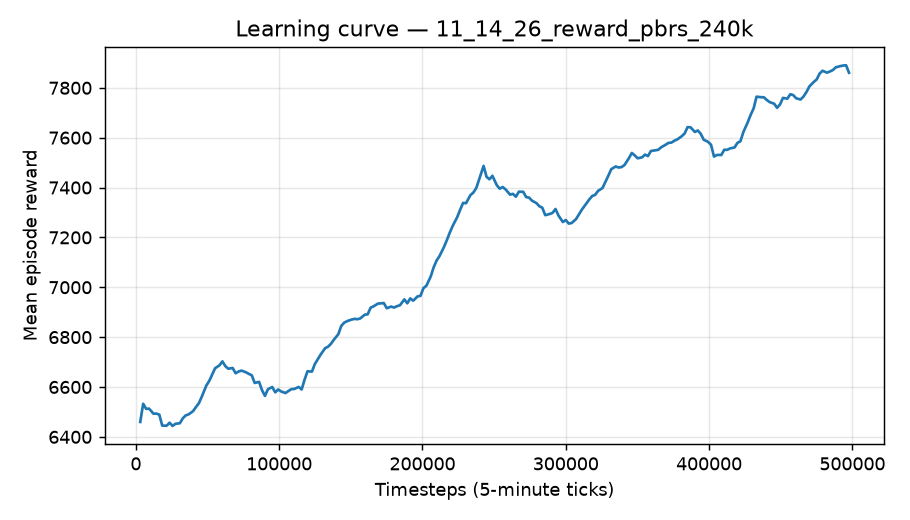 Learning curve — 11_14_26_reward_pbrs_240k
Mean episode reward
7800
7600
7400
7200
7000
6800
6600
6400
0 100000 200000 300000 400000 500000
Timesteps (5-minute ticks)